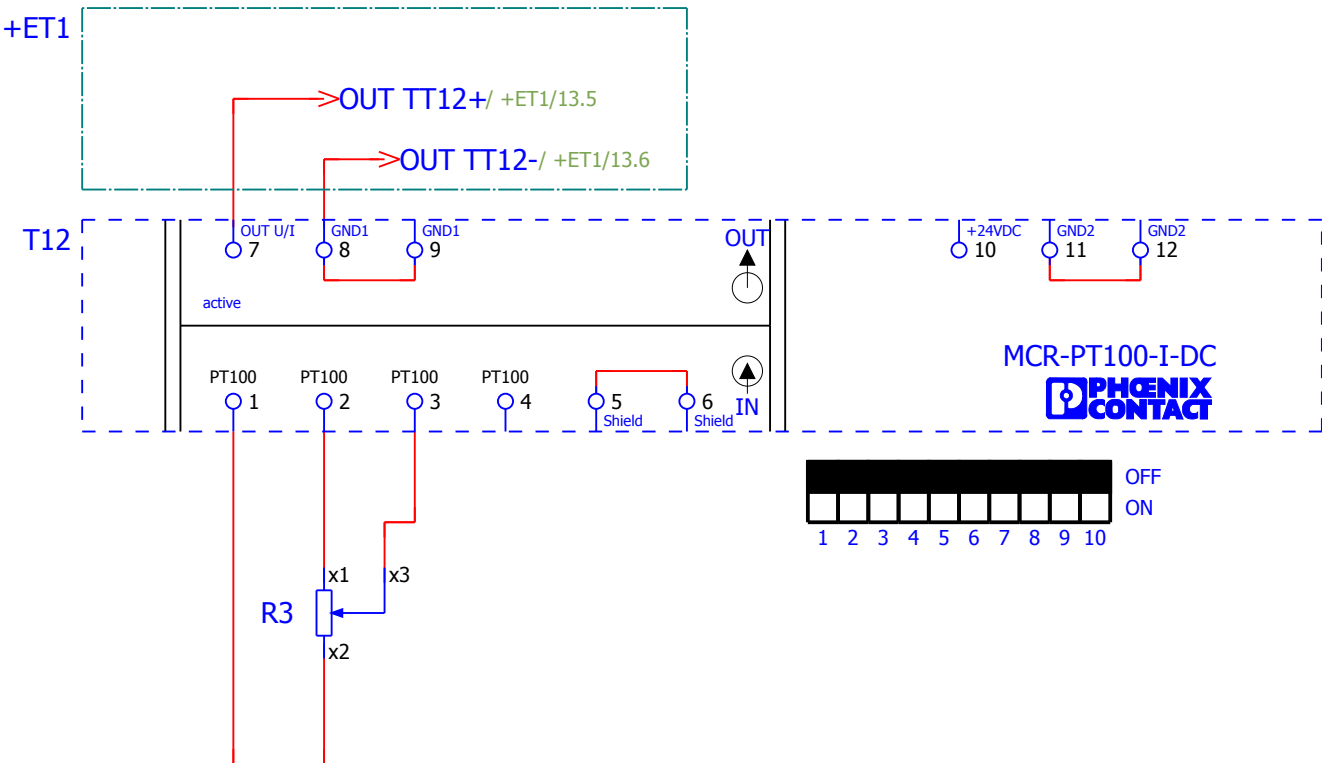 +ET1
OUT TT12+/ +ET1/13.5
OUT TT12-/ +ET1/13.6
T12
OUT U/I
7
GND1
8
GND1
9
OUT
+24VDC
10
GND2
11
GND2
12
active
MCR-PT100-I-DC
PHŒNIX
CONTACT
PT100
1
PT100
2
PT100
3
PT100
4
5
Shield
6
Shield
IN
OFF
ON
1 2 3 4 5 6 7 8 9 10
x1
x3
R3
x2